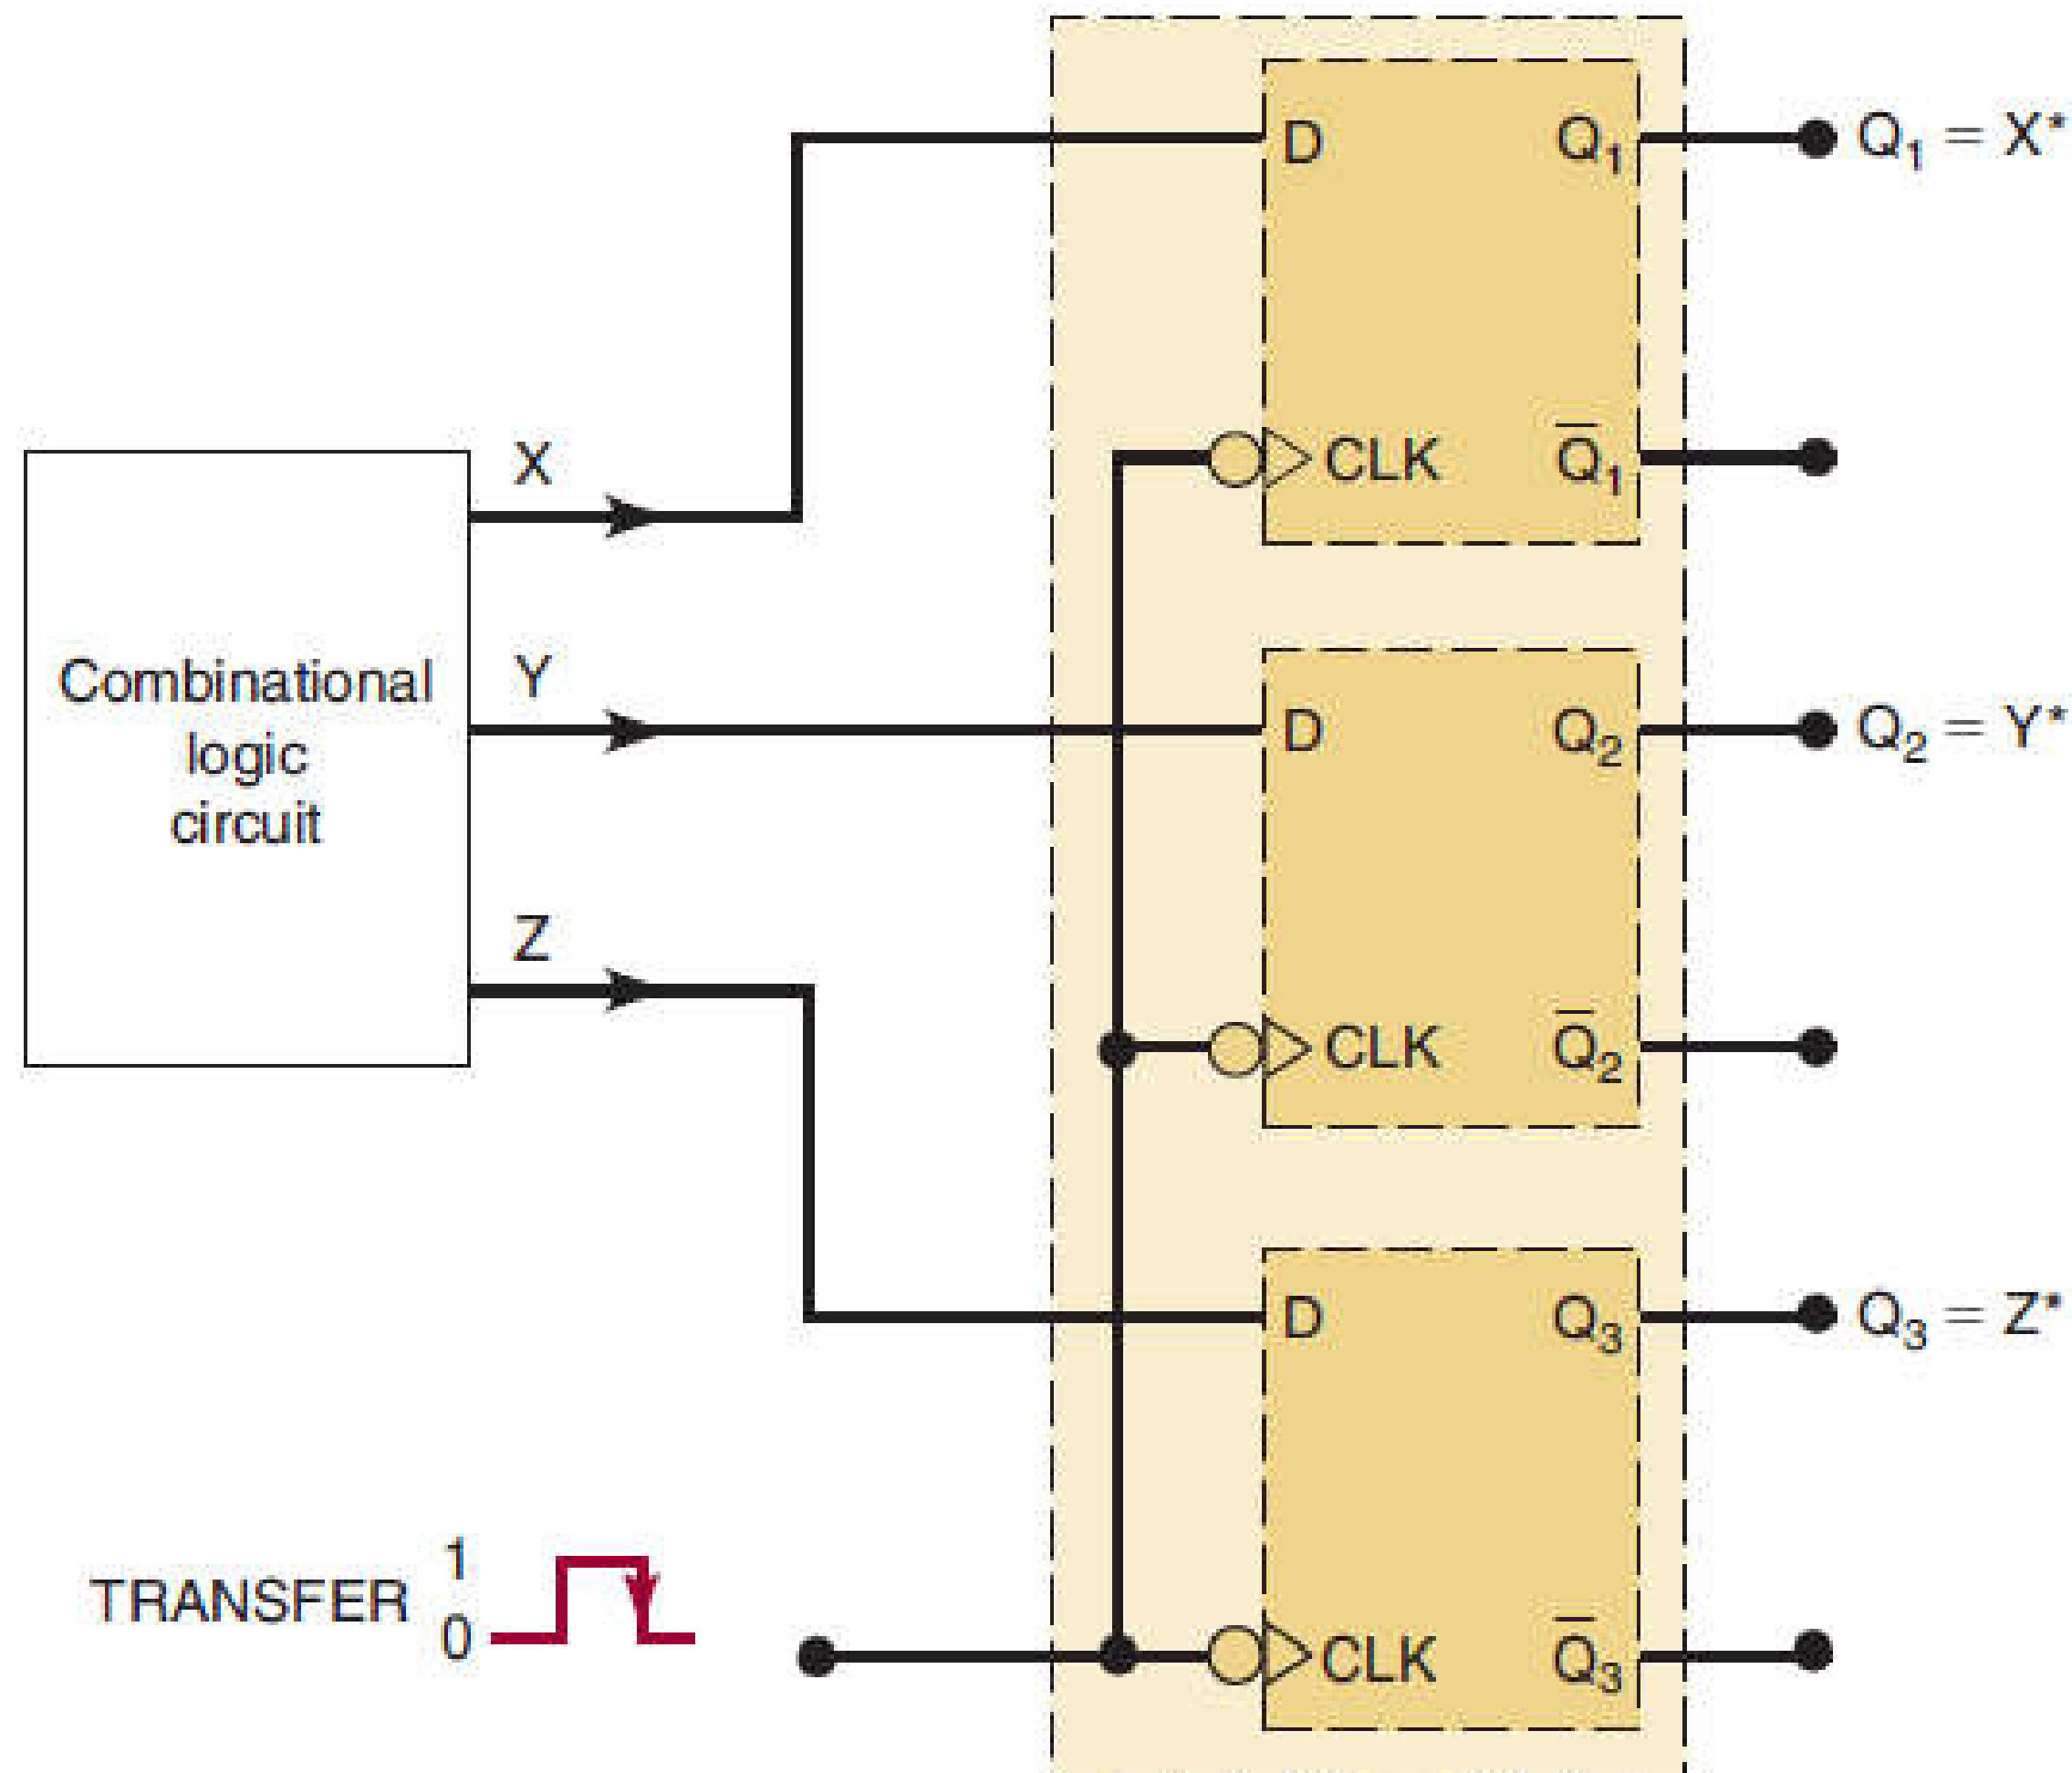 D
Q₁
Q₁ = X*
CLK
Q̅₁
X
Combinational
logic
circuit
Y
D
Q₂
Q₂ = Y*
Z
CLK
Q̅₂
D
Q₃
Q₃ = Z*
TRANSFER
1
0
CLK
Q̅₃